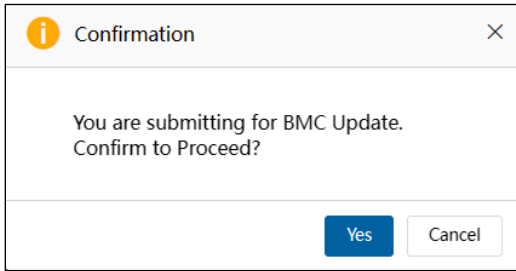 Confirmation
You are submitting for BMC Update.
Confirm to Proceed?
Yes
Cancel